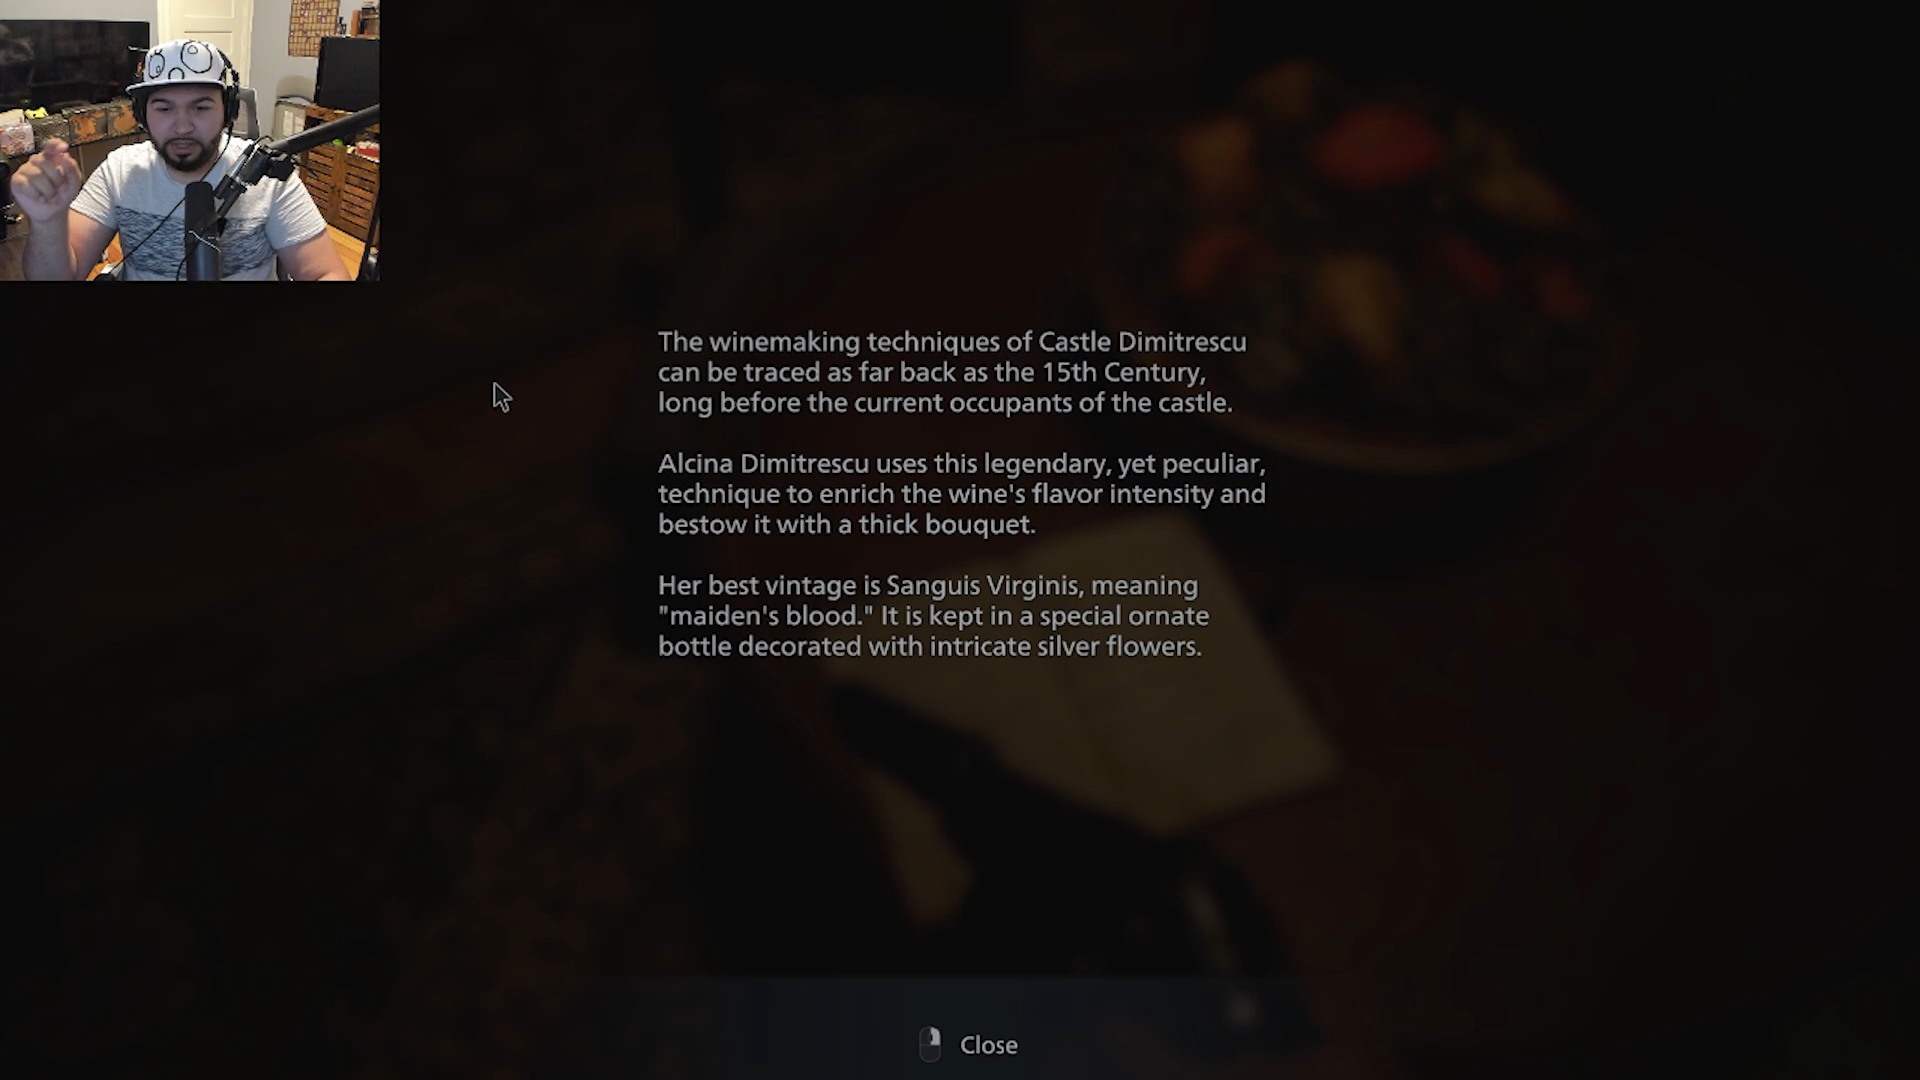 The winemaking techniques of Castle Dimitrescu
can be traced as far back as the 15th Century,
long before the current occupants of the castle.
Alcina Dimitrescu uses this legendary, yet peculiar,
technique to enrich the wine's flavor intensity and
bestow it with a thick bouquet.
Her best vintage is Sanguis Virginis, meaning
"maiden's blood." It is kept in a special ornate
bottle decorated with intricate silver flowers.
Close